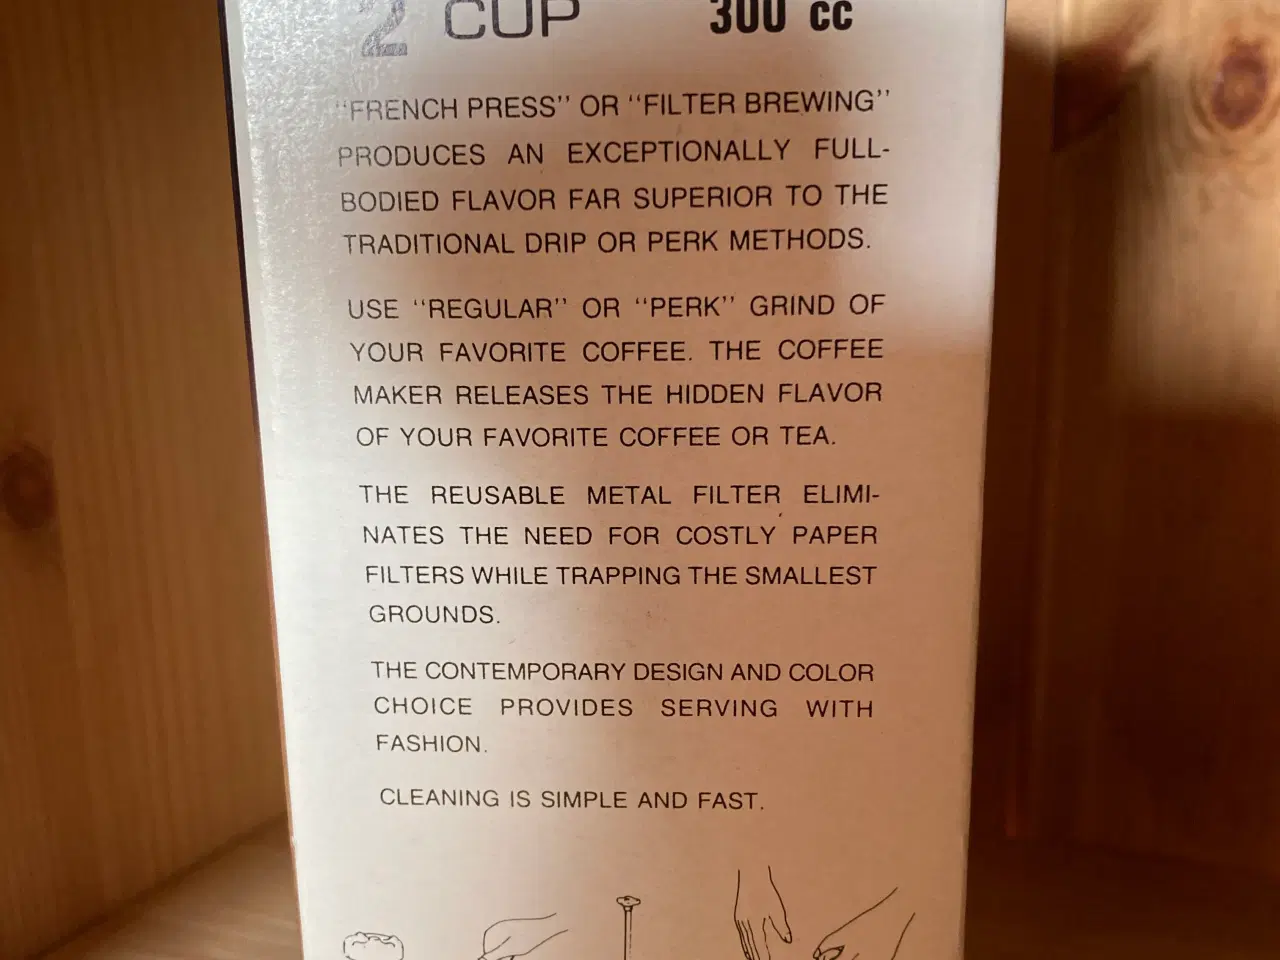 2 CUP 300 cc
"FRENCH PRESS" OR "FILTER BREWING"
PRODUCES AN EXCEPTIONALLY FULL-
BODIED FLAVOR FAR SUPERIOR TO THE
TRADITIONAL DRIP OR PERK METHODS.
USE "REGULAR" OR "PERK" GRIND OF
YOUR FAVORITE COFFEE. THE COFFEE
MAKER RELEASES THE HIDDEN FLAVOR
OF YOUR FAVORITE COFFEE OR TEA.
THE REUSABLE METAL FILTER ELIMI-
NATES THE NEED FOR COSTLY PAPER
FILTERS WHILE TRAPPING THE SMALLEST
GROUNDS.
THE CONTEMPORARY DESIGN AND COLOR
CHOICE PROVIDES SERVING WITH
FASHION.
CLEANING IS SIMPLE AND FAST.